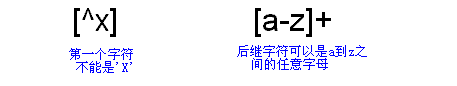 [^x] [a-z]+
第一个字符
不能是'X'
后继字符可以是a到z之
间的任意字母